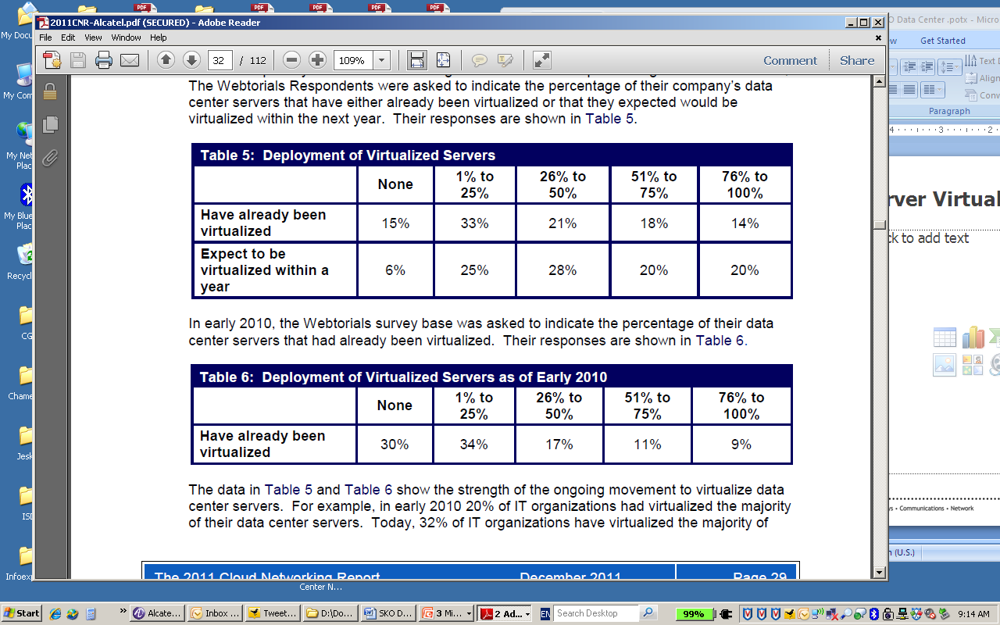 PDF PDF PDF PDF PDF PDF
2011CNR-Alcatel.pdf (SECURED) - Adobe Reader
File Edit View Window Help
32 / 112 109% Comment Share
The Webtorials Respondents were asked to indicate the percentage of their company's data
center servers that have either already been virtualized or that they expected would be
virtualized within the next year. Their responses are shown in Table 5.
Table 5: Deployment of Virtualized Servers
None 1% to 25% 26% to 50% 51% to 75% 76% to 100%
Have already been virtualized 15% 33% 21% 18% 14%
Expect to be virtualized within a year 6% 25% 28% 20% 20%
In early 2010, the Webtorials survey base was asked to indicate the percentage of their data
center servers that had already been virtualized. Their responses are shown in Table 6.
Table 6: Deployment of Virtualized Servers as of Early 2010
None 1% to 25% 26% to 50% 51% to 75% 76% to 100%
Have already been virtualized 30% 34% 17% 11% 9%
The data in Table 5 and Table 6 show the strength of the ongoing movement to virtualize data
center servers. For example, in early 2010 20% of IT organizations had virtualized the majority
of their data center servers. Today, 32% of IT organizations have virtualized the majority of
The 2011 Cloud Networking Report December 2011 Page 29
My Docu
My Com
My Net
Plac
My Blue
Plac
Recycl
CG
Chame
Jesk
ISD
Infoexp
Center N...
O Data Center .potx - Micro
w Get Started
Text D
Align
Conv
Paragraph
4 3 2
rver Virtual
ck to add text
ys • Communications • Network
n (U.S.)
Start » Alcate... Inbox ... Tweet... D:\Do... SKO D... 3 Mi... 2 Ad... EN Search Desktop 99% 9:14 AM